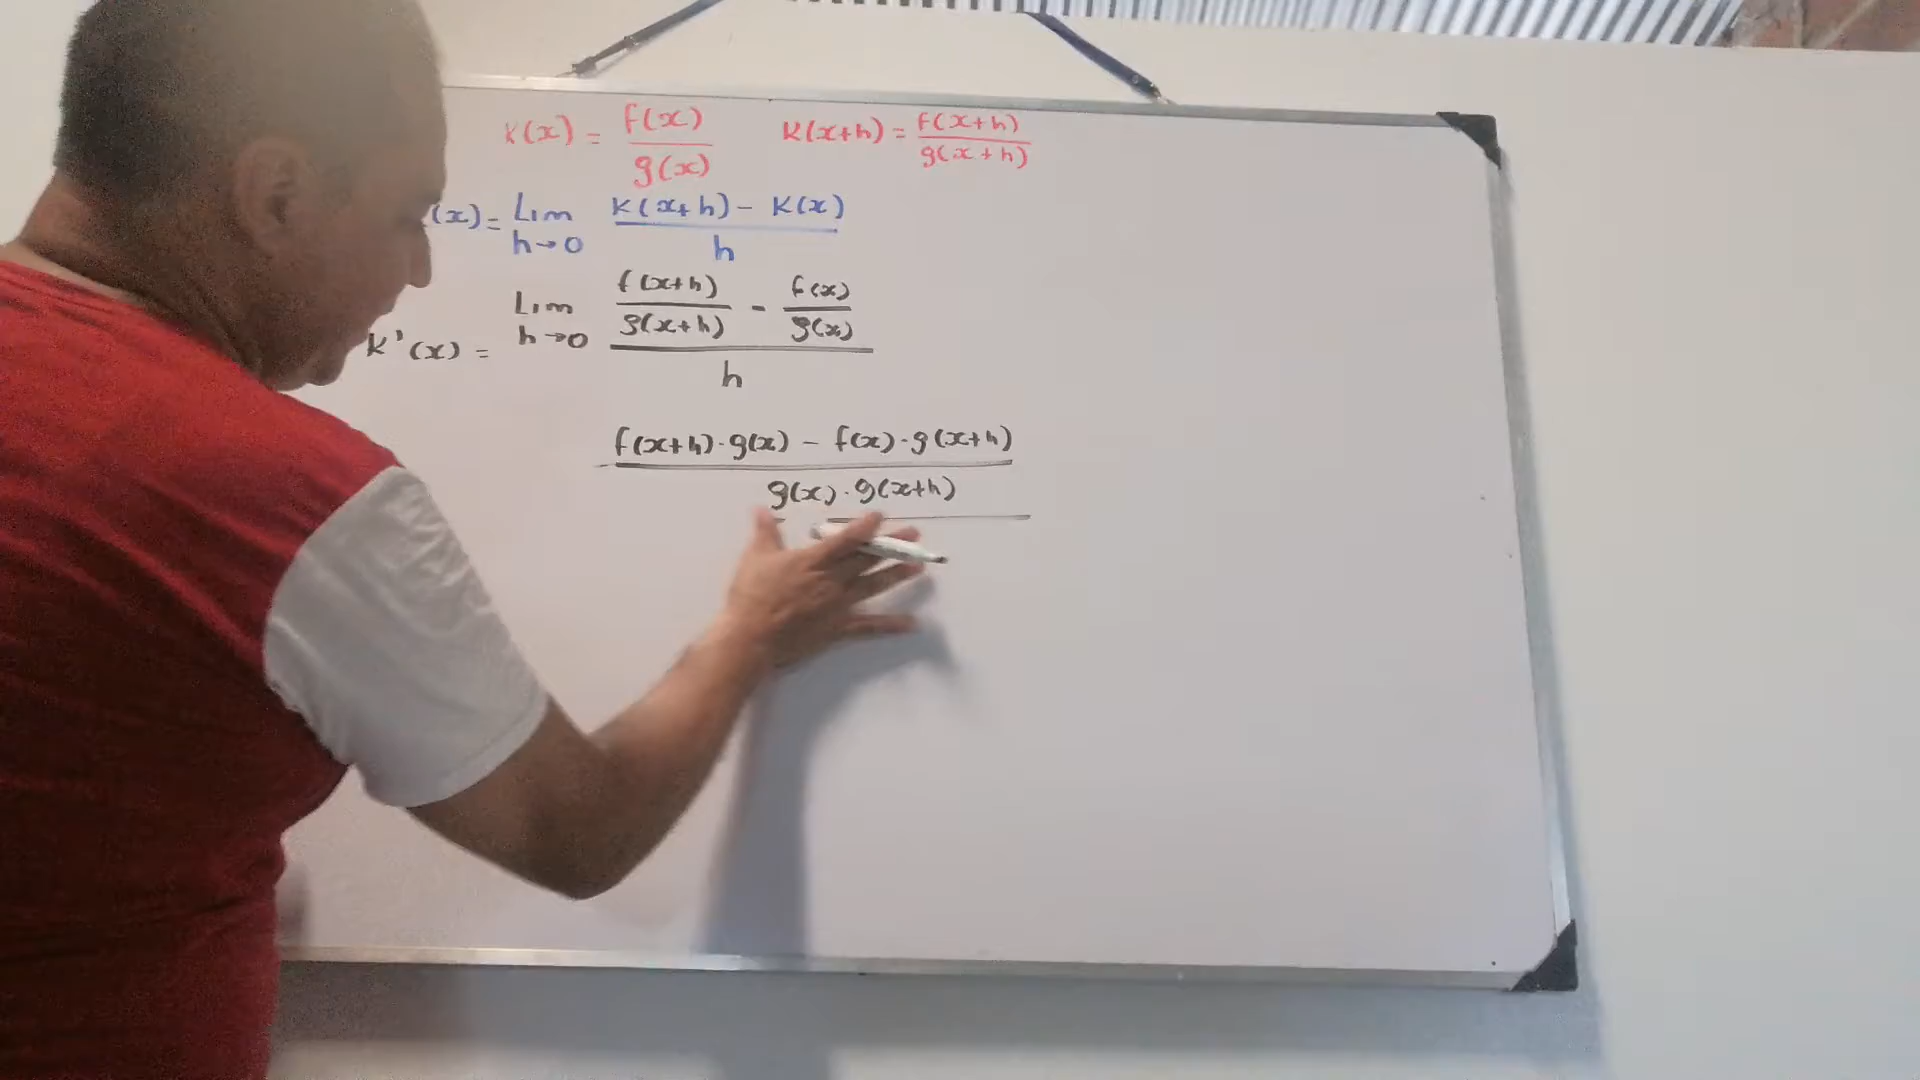 K(x) = f(x) / g(x)    K(x+h) = f(x+h) / g(x+h)
(x) = Lim h→0 K(x+h) - K(x) / h
K'(x) = Lim h→0 f(x+h) / g(x+h) - f(x) / g(x) / h
f(x+h)·g(x) - f(x)·g(x+h)
g(x)·g(x+h)